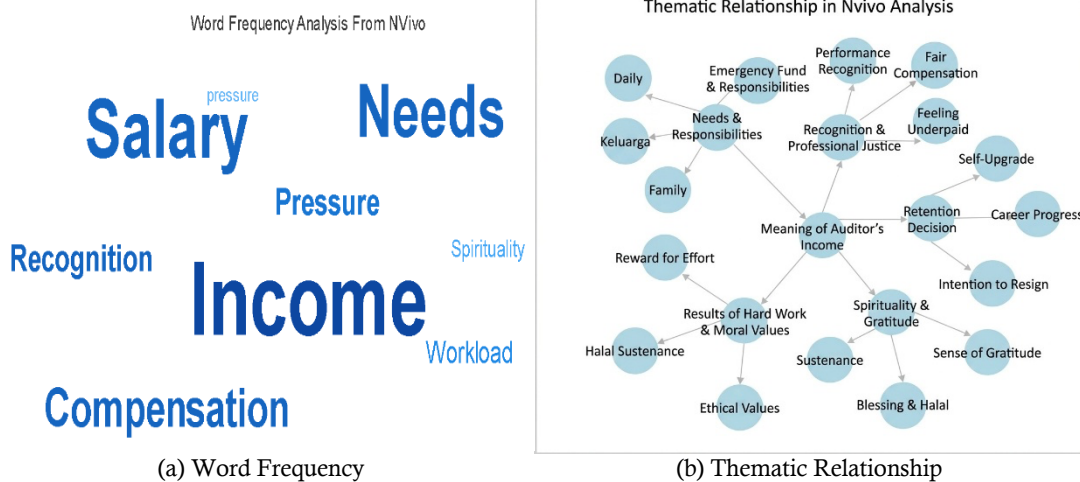 Word Frequency Analysis From NVivo
pressure
Salary
Needs
Pressure
Recognition
Spirituality
Income
Workload
Compensation
(a) Word Frequency
Thematic Relationship in Nvivo Analysis
Daily
Emergency Fund
& Responsibilities
Performance
Recognition
Fair
Compensation
Keluarga
Needs &
Responsibilities
Recognition &
Professional Justice
Feeling
Underpaid
Family
Self-Upgrade
Meaning of Auditor's
Income
Retention
Decision
Career Progress
Reward for Effort
Intention to Resign
Results of Hard Work
& Moral Values
Spirituality &
Gratitude
Halal Sustenance
Sustenance
Sense of Gratitude
Ethical Values
Blessing & Halal
(b) Thematic Relationship